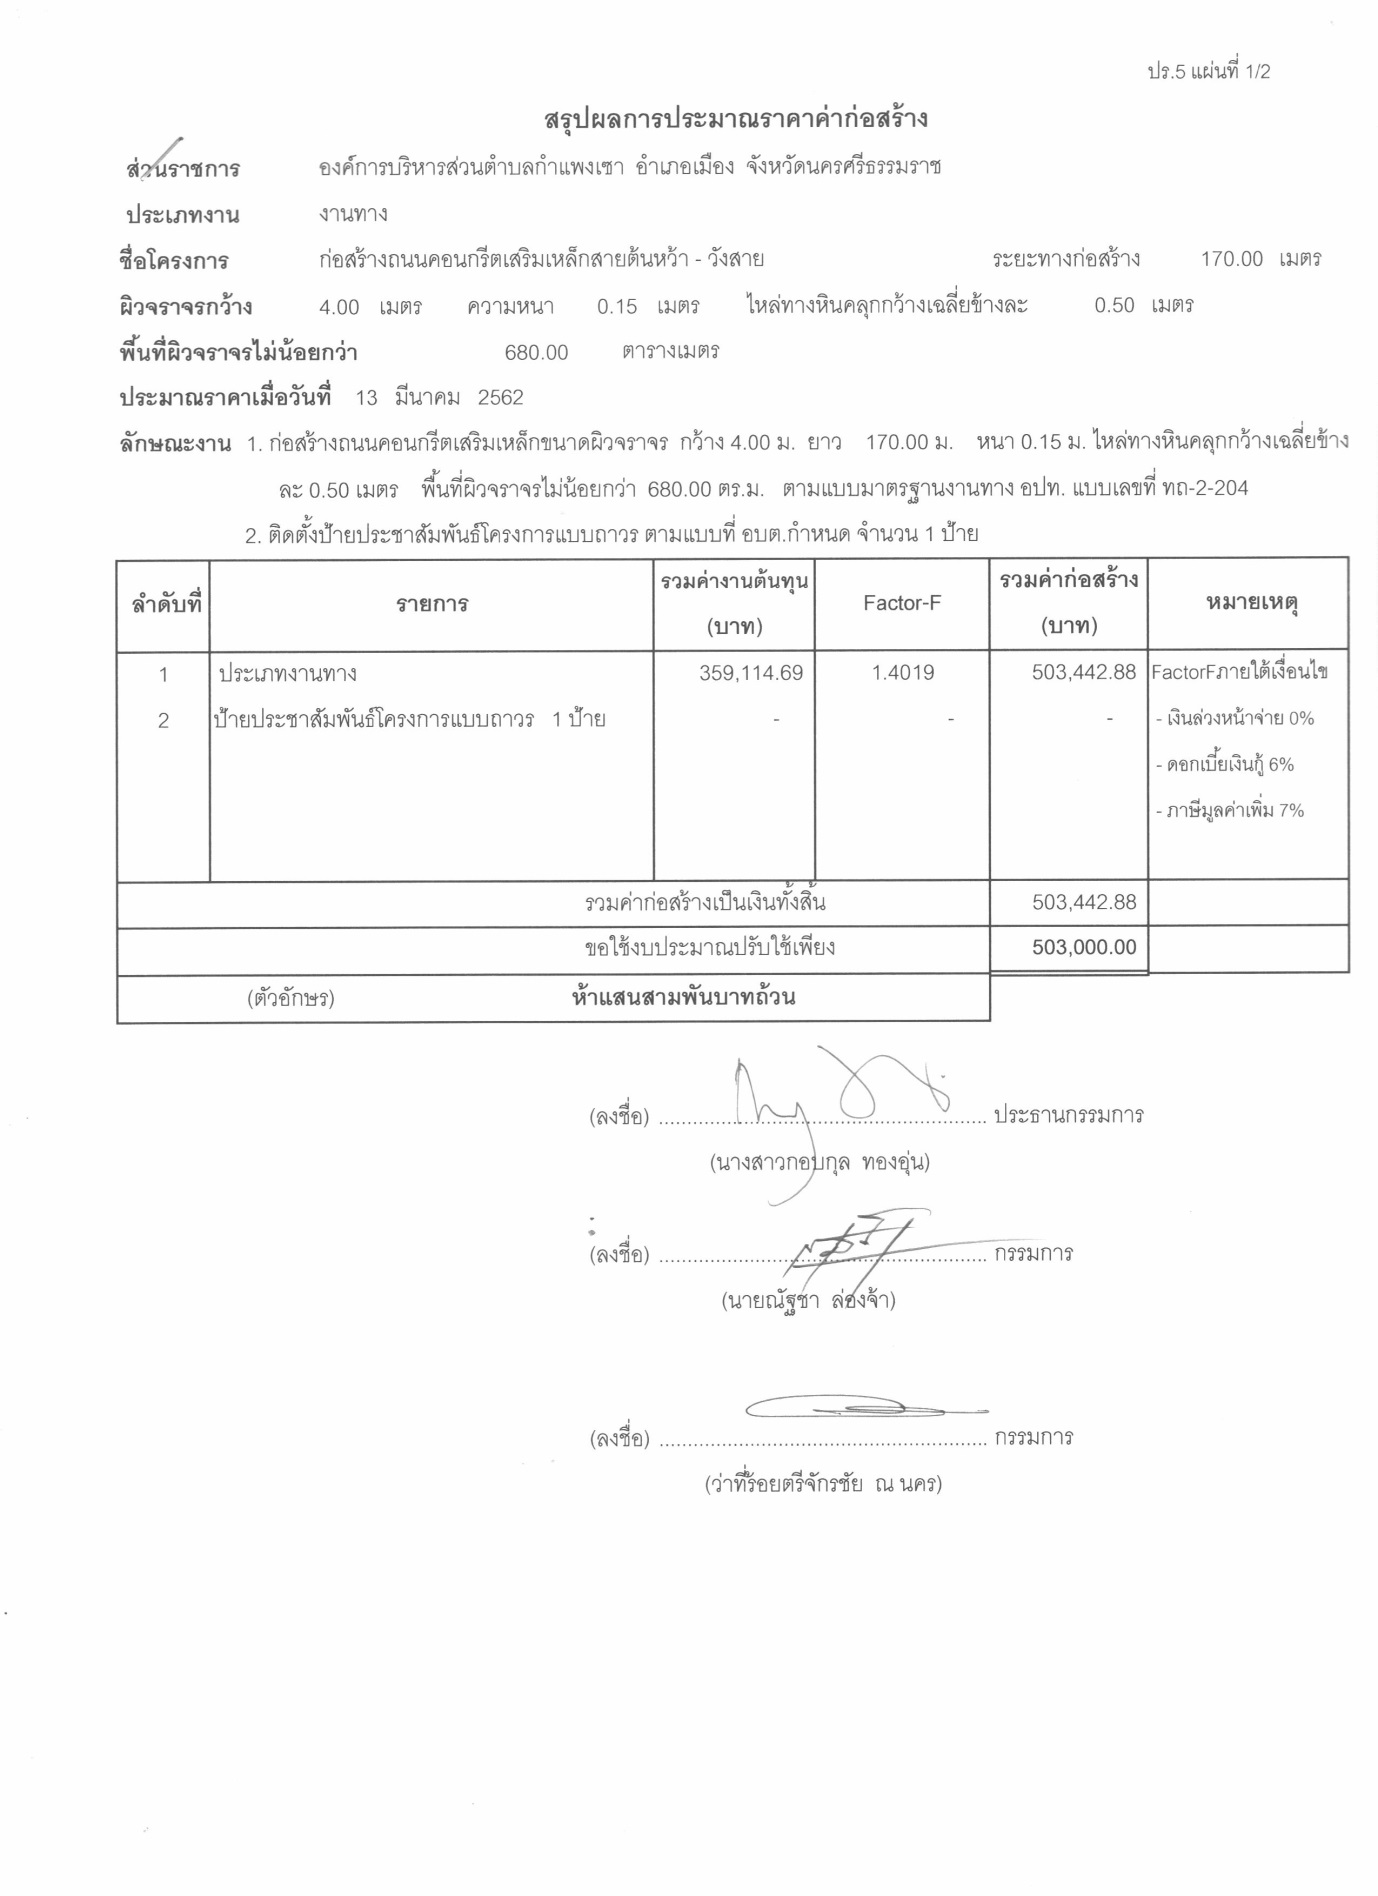 ปร.5 แผ่นที่ 1/2
สรุปผลการประมาณราคาค่าก่อสร้าง
ส่วนราชการ องค์การบริหารส่วนตำบลกำแพงเซา อำเภอเมือง จังหวัดนครศรีธรรมราช
ประเภทงาน งานทาง
ชื่อโครงการ ก่อสร้างถนนคอนกรีตเสริมเหล็กสายต้นหว้า - วังสาย ระยะทางก่อสร้าง 170.00 เมตร
ผิวจราจรกว้าง 4.00 เมตร ความหนา 0.15 เมตร ไหล่ทางหินคลุกกว้างเฉลี่ยข้างละ 0.50 เมตร
พื้นที่ผิวจราจรไม่น้อยกว่า 680.00 ตารางเมตร
ประมาณราคาเมื่อวันที่ 13 มีนาคม 2562
ลักษณะงาน 1. ก่อสร้างถนนคอนกรีตเสริมเหล็กขนาดผิวจราจร กว้าง 4.00 ม. ยาว 170.00 ม. หนา 0.15 ม. ไหล่ทางหินคลุกกว้างเฉลี่ยข้าง
ละ 0.50 เมตร พื้นที่ผิวจราจรไม่น้อยกว่า 680.00 ตร.ม. ตามแบบมาตรฐานงานทาง อปท. แบบเลขที่ ทถ-2-204
2. ติดตั้งป้ายประชาสัมพันธ์โครงการแบบถาวร ตามแบบที่ อบต.กำหนด จำนวน 1 ป้าย
ลำดับที่ รายการ รวมค่างานต้นทุน (บาท) Factor-F รวมค่าก่อสร้าง (บาท) หมายเหตุ
1 ประเภทงานทาง 359,114.69 1.4019 503,442.88 FactorFภายใต้เงื่อนไข
2 ป้ายประชาสัมพันธ์โครงการแบบถาวร 1 ป้าย - - - - เงินล่วงหน้าจ่าย 0%
- ดอกเบี้ยเงินกู้ 6%
- ภาษีมูลค่าเพิ่ม 7%
รวมค่าก่อสร้างเป็นเงินทั้งสิ้น 503,442.88
ขอใช้งบประมาณปรับใช้เพียง 503,000.00
(ตัวอักษร) ห้าแสนสามพันบาทถ้วน
(ลงชื่อ) ........................................................ ประธานกรรมการ
(นางสาวกอบกุล ทองอุ่น)
(ลงชื่อ) ........................................................ กรรมการ
(นายณัฐชา ล่องจ้า)
(ลงชื่อ) ........................................................ กรรมการ
(ว่าที่ร้อยตรีจักรชัย ณ นคร)